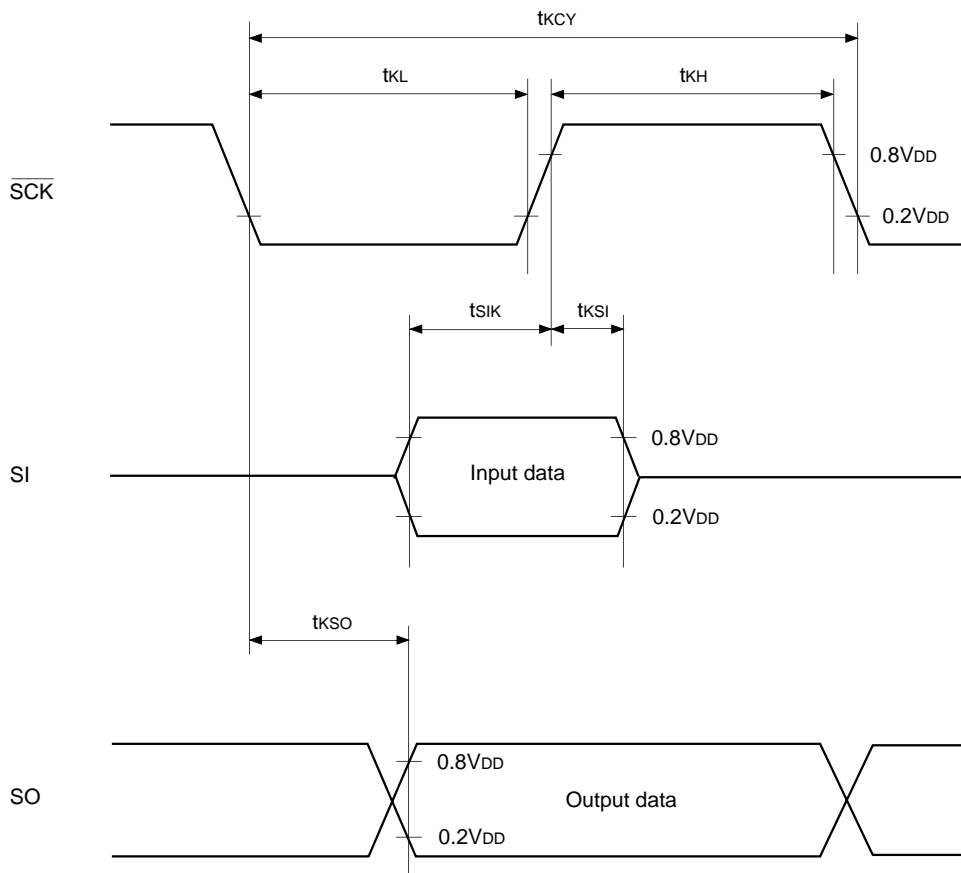 tKCY
tKL
tKH
SCK
0.8VDD
0.2VDD
tSIK
tKSI
SI
Input data
0.8VDD
0.2VDD
tKSO
SO
0.8VDD
0.2VDD
Output data